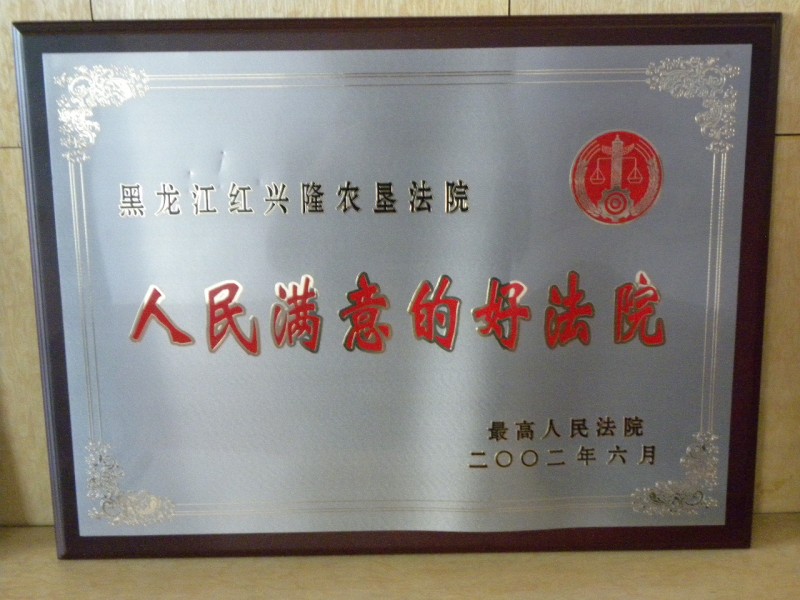 黑龙江红兴隆农垦法院
人民满意的好法院
最高人民法院
二〇〇二年六月